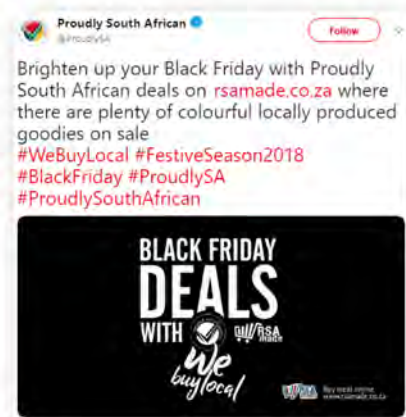 Proudly South African
@ProudlySA
Follow
Brighten up your Black Friday with Proudly
South African deals on rsamade.co.za where
there are plenty of colourful locally produced
goodies on sale
#WeBuyLocal #FestiveSeason2018
#BlackFriday #ProudlySA
#ProudlySouthAfrican
BLACK FRIDAY
DEALS
WITH
RSA
made
We
buy local
Buy local online
www.rsamade.co.za